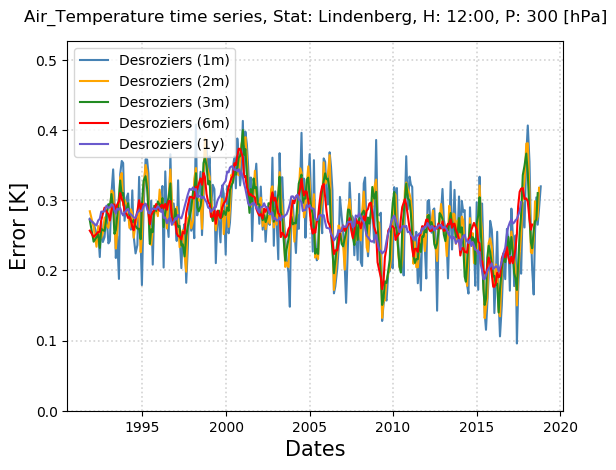 Air_Temperature time series, Stat: Lindenberg, H: 12:00, P: 300 [hPa]
Desroziers (1m)
Desroziers (2m)
Desroziers (3m)
Desroziers (6m)
Desroziers (1y)
0.5
0.4
0.3
0.2
0.1
0.0
Error [K]
1995 2000 2005 2010 2015 2020
Dates